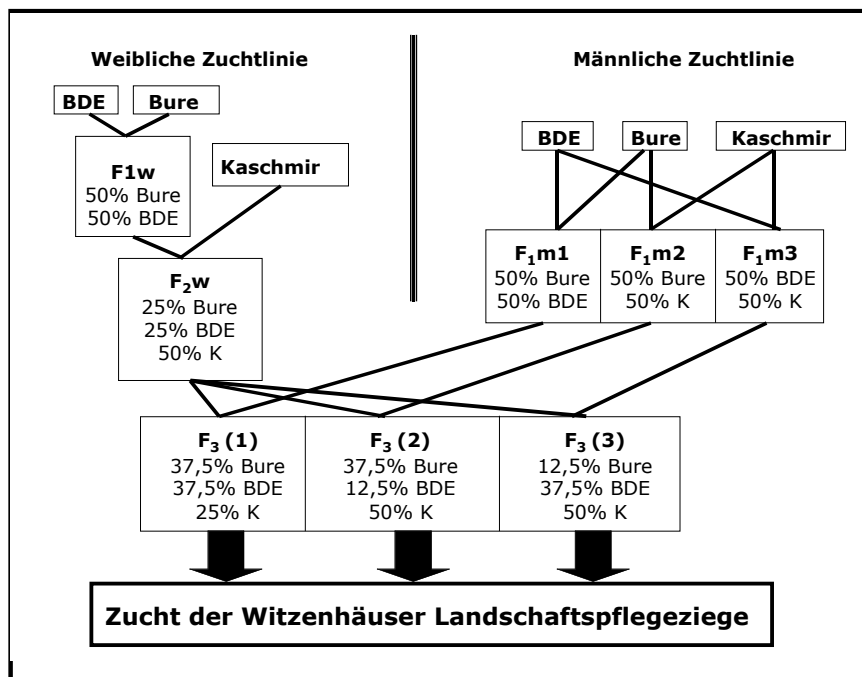 Weibliche Zuchtlinie
BDE
Bure
F1w
50% Bure
50% BDE
Kaschmir
F₂w
25% Bure
25% BDE
50% K
Männliche Zuchtlinie
BDE
Bure
Kaschmir
F₁m1
50% Bure
50% BDE
F₁m2
50% Bure
50% K
F₁m3
50% BDE
50% K
F₃ (1)
37,5% Bure
37,5% BDE
25% K
F₃ (2)
37,5% Bure
12,5% BDE
50% K
F₃ (3)
12,5% Bure
37,5% BDE
50% K
Zucht der Witzenhäuser Landschaftspflegeziege